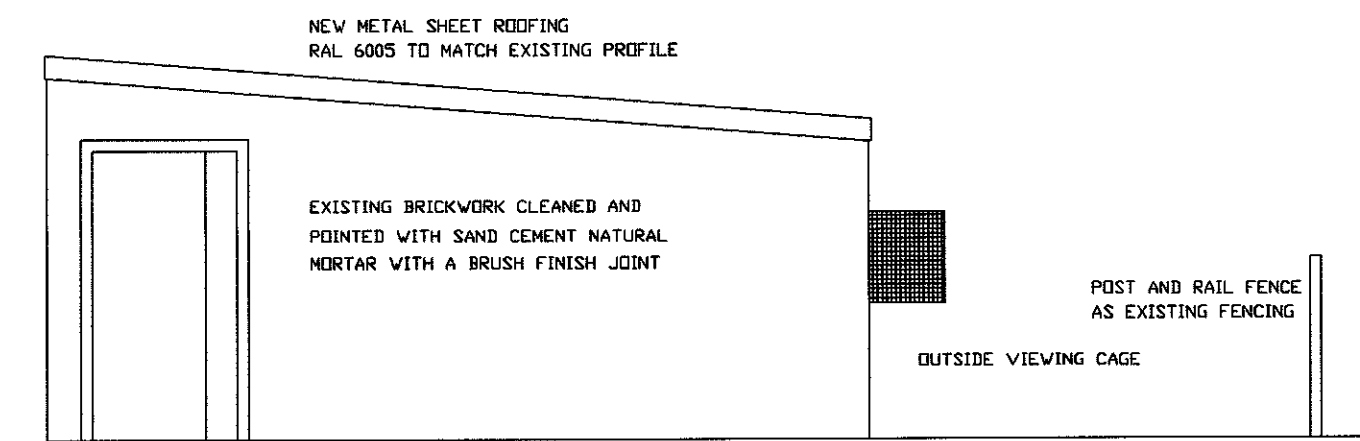 NEW METAL SHEET ROOFING
RAL 6005 TO MATCH EXISTING PROFILE
EXISTING BRICKWORK CLEANED AND
POINTED WITH SAND CEMENT NATURAL
MORTAR WITH A BRUSH FINISH JOINT
POST AND RAIL FENCE
AS EXISTING FENCING
OUTSIDE VIEWING CAGE